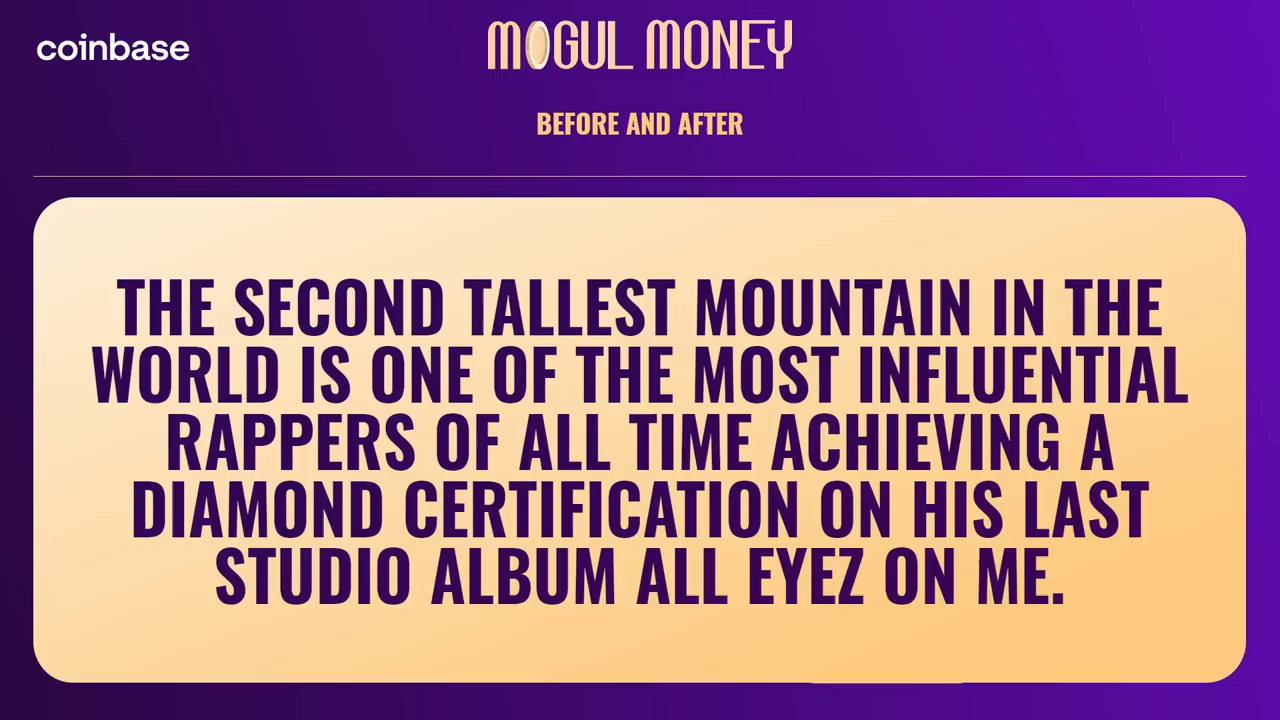 coinbase
MOGUL MONEY
BEFORE AND AFTER
THE SECOND TALLEST MOUNTAIN IN THE
WORLD IS ONE OF THE MOST INFLUENTIAL
RAPPERS OF ALL TIME ACHIEVING A
DIAMOND CERTIFICATION ON HIS LAST
STUDIO ALBUM ALL EYEZ ON ME.